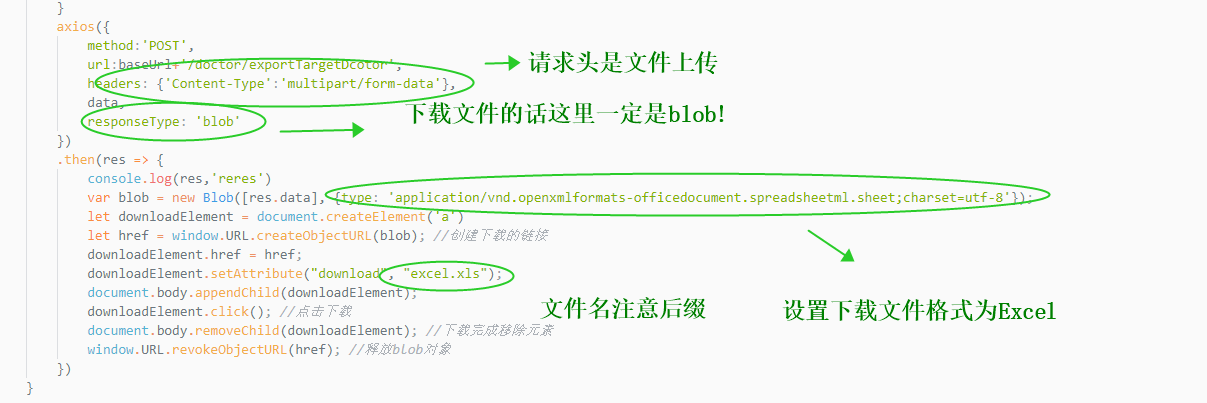 }
axios({
method:'POST',
url:baseUrl+'/doctor/exportTargetDcotor',
请求头是文件上传
headers: {'Content-Type':'multipart/form-data'},
data,
下载文件的话这里一定是blob!
responseType: 'blob'
})
.then(res => {
console.log(res,'reres')
var blob = new Blob([res.data], {type: 'application/vnd.openxmlformats-officedocument.spreadsheetml.sheet;charset=utf-8'});
let downloadElement = document.createElement('a')
let href = window.URL.createObjectURL(blob); //创建下载的链接
downloadElement.href = href;
downloadElement.setAttribute("download", "excel.xls");
document.body.appendChild(downloadElement);
文件名注意后缀
设置下载文件格式为Excel
downloadElement.click(); //点击下载
document.body.removeChild(downloadElement); //下载完成移除元素
window.URL.revokeObjectURL(href); //释放blob对象
})
}